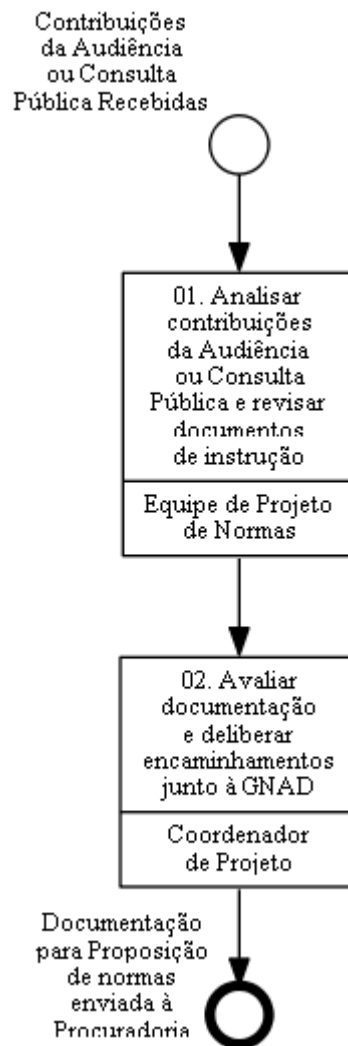 Contribuições
da Audiência
ou Consulta
Pública Recebidas
01. Analisar
contribuições
da Audiência
ou Consulta
Pública e revisar
documentos
de instrução
Equipe de Projeto
de Normas
02. Avaliar
documentação
e deliberar
encaminhamentos
junto à GNAD
Coordenador
de Projeto
Documentação
para Proposição
de normas
enviada à
Procuradoria